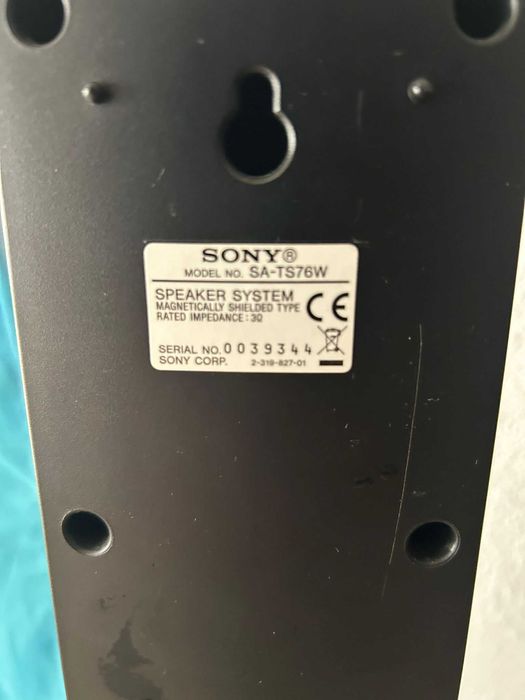 SONY®
MODEL NO. SA-TS76W
SPEAKER SYSTEM
MAGNETICALLY SHIELDED TYPE
RATED IMPEDANCE : 3Ω
CE
SERIAL NO. 0039344
SONY CORP. 2-319-827-01